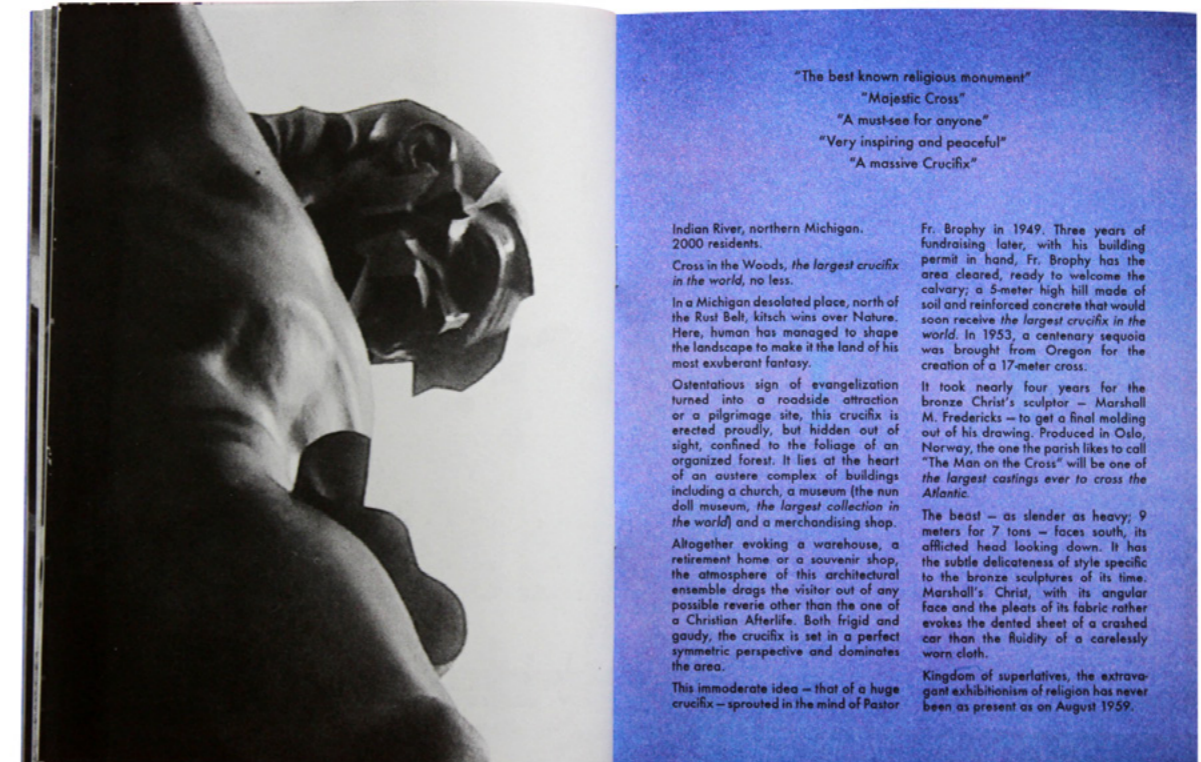 "The best known religious monument"
"Majestic Cross"
"A must-see for anyone"
"Very inspiring and peaceful"
"A massive Crucifix"
Indian River, northern Michigan.
2000 residents.
Cross in the Woods, the largest crucifix
in the world, no less.
In a Michigan desolated place, north of
the Rust Belt, kitsch wins over Nature.
Here, human has managed to shape
the landscape to make it the land of his
most exuberant fantasy.
Ostentatious sign of evangelization
turned into a roadside attraction
or a pilgrimage site, this crucifix is
erected proudly, but hidden out of
sight, confined to the foliage of an
organized forest. It lies at the heart
of an austere complex of buildings
including a church, a museum (the nun
doll museum, the largest collection in
the world) and a merchandising shop.
Altogether evoking a warehouse, a
retirement home or a souvenir shop,
the atmosphere of this architectural
ensemble drags the visitor out of any
possible reverie other than the one of
a Christian Afterlife. Both frigid and
gaudy, the crucifix is set in a perfect
symmetric perspective and dominates
the area.
This immoderate idea – that of a huge
crucifix – sprouted in the mind of Pastor
Fr. Brophy in 1949. Three years of
fundraising later, with his building
permit in hand, Fr. Brophy has the
area cleared, ready to welcome the
calvary; a 5-meter high hill made of
soil and reinforced concrete that would
soon receive the largest crucifix in the
world. In 1953, a centenary sequoia
was brought from Oregon for the
creation of a 17-meter cross.
It took nearly four years for the
bronze Christ's sculptor – Marshall
M. Fredericks – to get a final molding
out of his drawing. Produced in Oslo,
Norway, the one the parish likes to call
"The Man on the Cross" will be one of
the largest castings ever to cross the
Atlantic.
The beast – as slender as heavy; 9
meters for 7 tons – faces south, its
afflicted head looking down. It has
the subtle delicateness of style specific
to the bronze sculptures of its time.
Marshall's Christ, with its angular
face and the pleats of its fabric rather
evokes the dented sheet of a crashed
car than the fluidity of a carelessly
worn cloth.
Kingdom of superlatives, the extrava-
gant exhibitionism of religion has never
been as present as on August 1959.